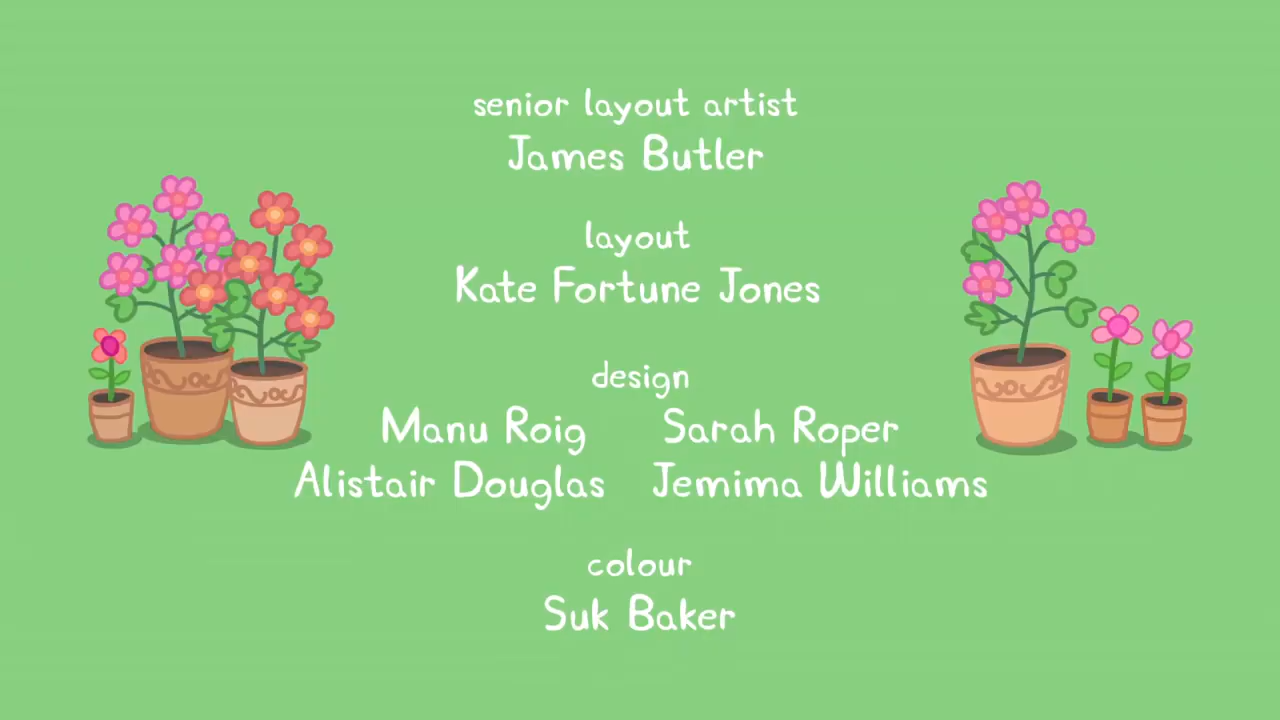 senior layout artist
James Butler
layout
Kate Fortune Jones
design
Manu Roig Sarah Roper
Alistair Douglas Jemima Williams
colour
Suk Baker